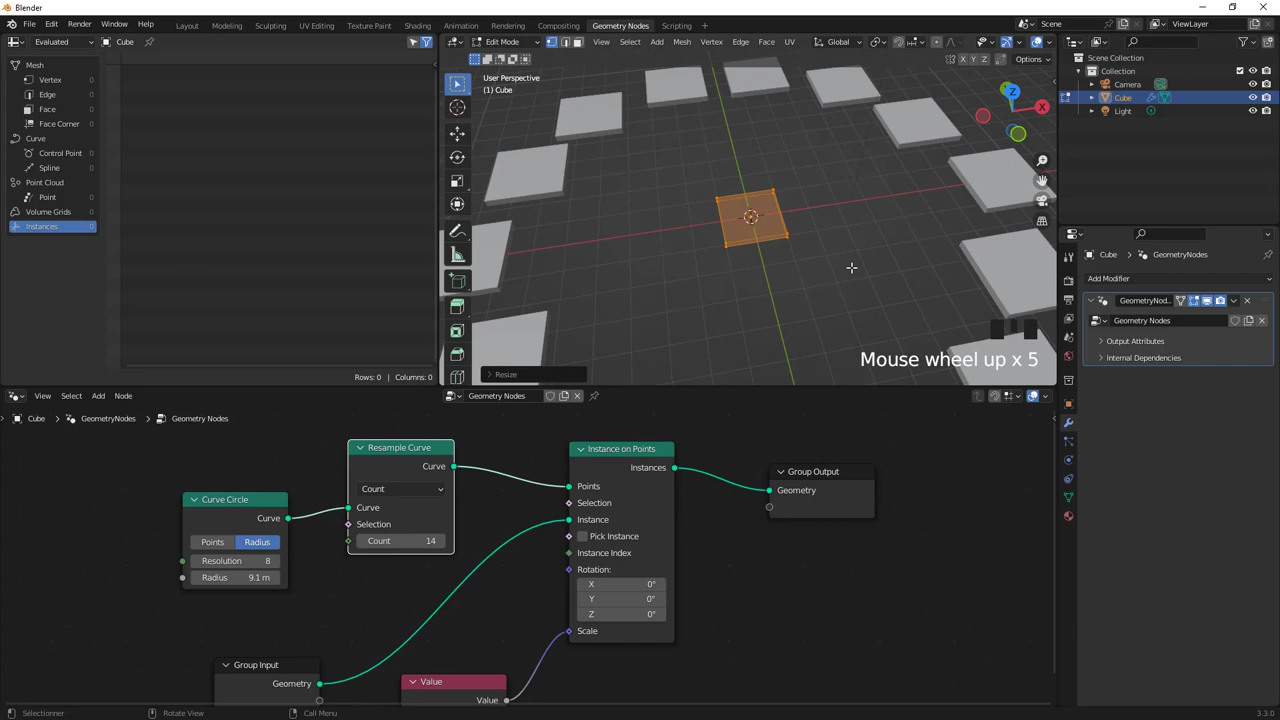 Blender
File Edit Render Window Help Layout Modeling Sculpting UV Editing Texture Paint Shading Animation Rendering Compositing Geometry Nodes Scripting + Scene ViewLayer
Evaluated Cube
Edit Mode View Select Add Mesh Vertex Edge Face UV Global
X Y Z Options
Mesh
Vertex 0
Edge 0
Face 0
Face Corner 0
Curve
Control Point 0
Spline 0
Point Cloud
Point 0
Volume Grids 0
Instances 0
Rows: 0 | Columns: 0
User Perspective
(1) Cube
Z
X
Mouse wheel up x 5
Resize
Scene Collection
Collection
Camera
Cube
Light
Cube GeometryNodes
Add Modifier
GeometryNod..
Geometry Nodes
Output Attributes
Internal Dependencies
View Select Add Node Geometry Nodes
Cube GeometryNodes Geometry Nodes
Curve Circle
Curve
Points Radius
Resolution 8
Radius 9.1 m
Resample Curve
Curve
Count
Curve
Selection
Count 14
Instance on Points
Instances
Points
Selection
Instance
Pick Instance
Instance Index
Rotation:
X 0°
Y 0°
Z 0°
Scale
Group Output
Geometry
Group Input
Geometry
Value
Value
Sélectionner Rotate View Call Menu 3.3.0